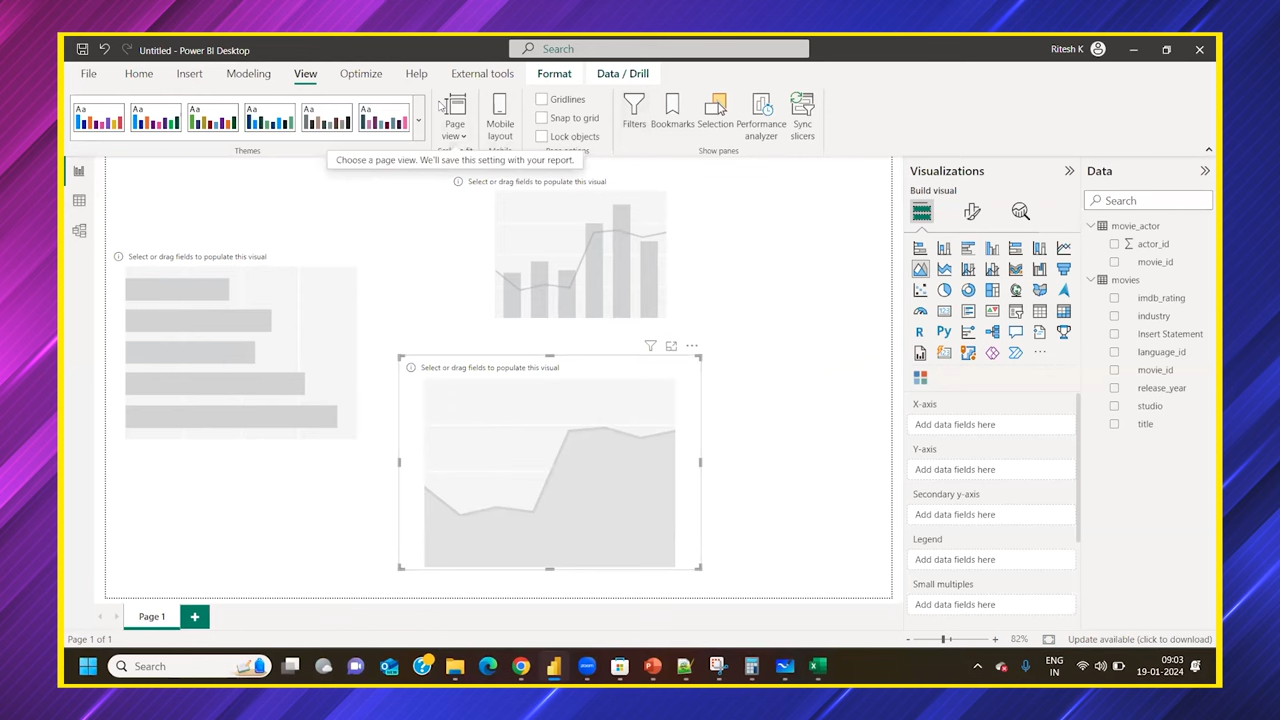 Untitled - Power BI Desktop
Search
Ritesh K
File
Home
Insert
Modeling
View
Optimize
Help
External tools
Format
Data / Drill
Aa
Aa
Aa
Aa
Aa
Aa
Page
view
Mobile
layout
Gridlines
Snap to grid
Lock objects
Filters
Bookmarks
Selection
Performance
analyzer
Sync
slicers
Themes
Show panes
Choose a page view. We'll save this setting with your report.
Select or drag fields to populate this visual
Select or drag fields to populate this visual
Select or drag fields to populate this visual
Visualizations
Build visual
R
Py
X-axis
Add data fields here
Y-axis
Add data fields here
Secondary y-axis
Add data fields here
Legend
Add data fields here
Small multiples
Add data fields here
Data
Search
movie_actor
actor_id
movie_id
movies
imdb_rating
industry
Insert Statement
language_id
movie_id
release_year
studio
title
Page 1
Page 1 of 1
82%
Update available (click to download)
Search
ENG
IN
09:03
19-01-2024